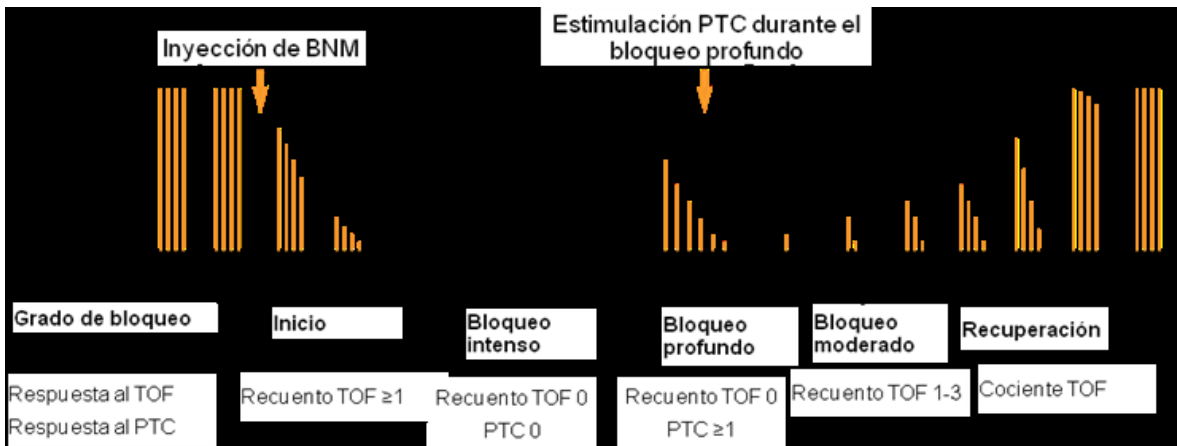 Inyección de BNM
Estimulación PTC durante el
bloqueo profundo
Grado de bloqueo
Inicio
Bloqueo
intenso
Bloqueo
profundo
Bloqueo
moderado
Recuperación
Respuesta al TOF
Respuesta al PTC
Recuento TOF ≥1
Recuento TOF 0
PTC 0
Recuento TOF 0
PTC ≥1
Recuento TOF 1-3
Cociente TOF